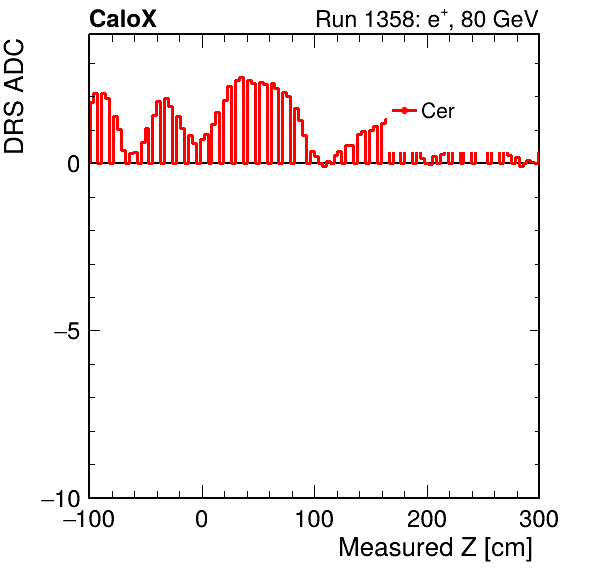 CaloX Run 1358: e⁺, 80 GeV
DRS ADC
Cer
0
−5
−10
−100 0 100 200 300
Measured Z [cm]